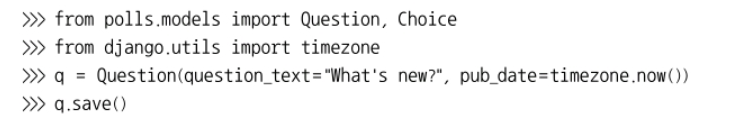 >>> from polls.models import Question, Choice
>>> from django.utils import timezone
>>> q = Question(question_text="What's new?", pub_date=timezone.now())
>>> q.save()